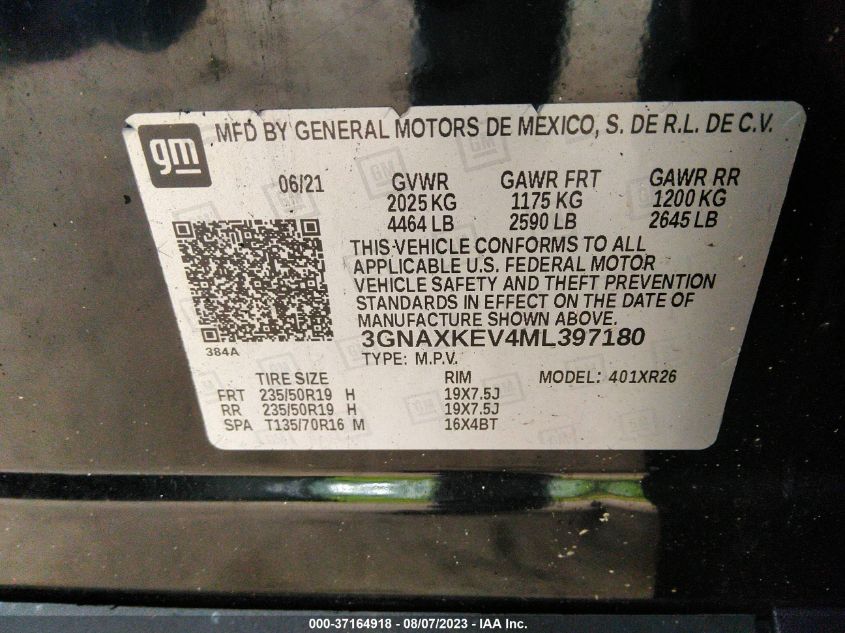 gm
MFD BY GENERAL MOTORS DE MEXICO, S. DE R.L. DE C.V.
06/21 GVWR GAWR FRT GAWR RR
2025 KG 1175 KG 1200 KG
4464 LB 2590 LB 2645 LB
THIS VEHICLE CONFORMS TO ALL
APPLICABLE U.S. FEDERAL MOTOR
VEHICLE SAFETY AND THEFT PREVENTION
STANDARDS IN EFFECT ON THE DATE OF
MANUFACTURE SHOWN ABOVE.
384A
3GNAXKEV4ML397180
TYPE: M.P.V.
TIRE SIZE RIM MODEL: 401XR26
FRT 235/50R19 H 19X7.5J
RR 235/50R19 H 19X7.5J
SPA T135/70R16 M 16X4BT
000-37164918 - 08/07/2023 - IAA Inc.